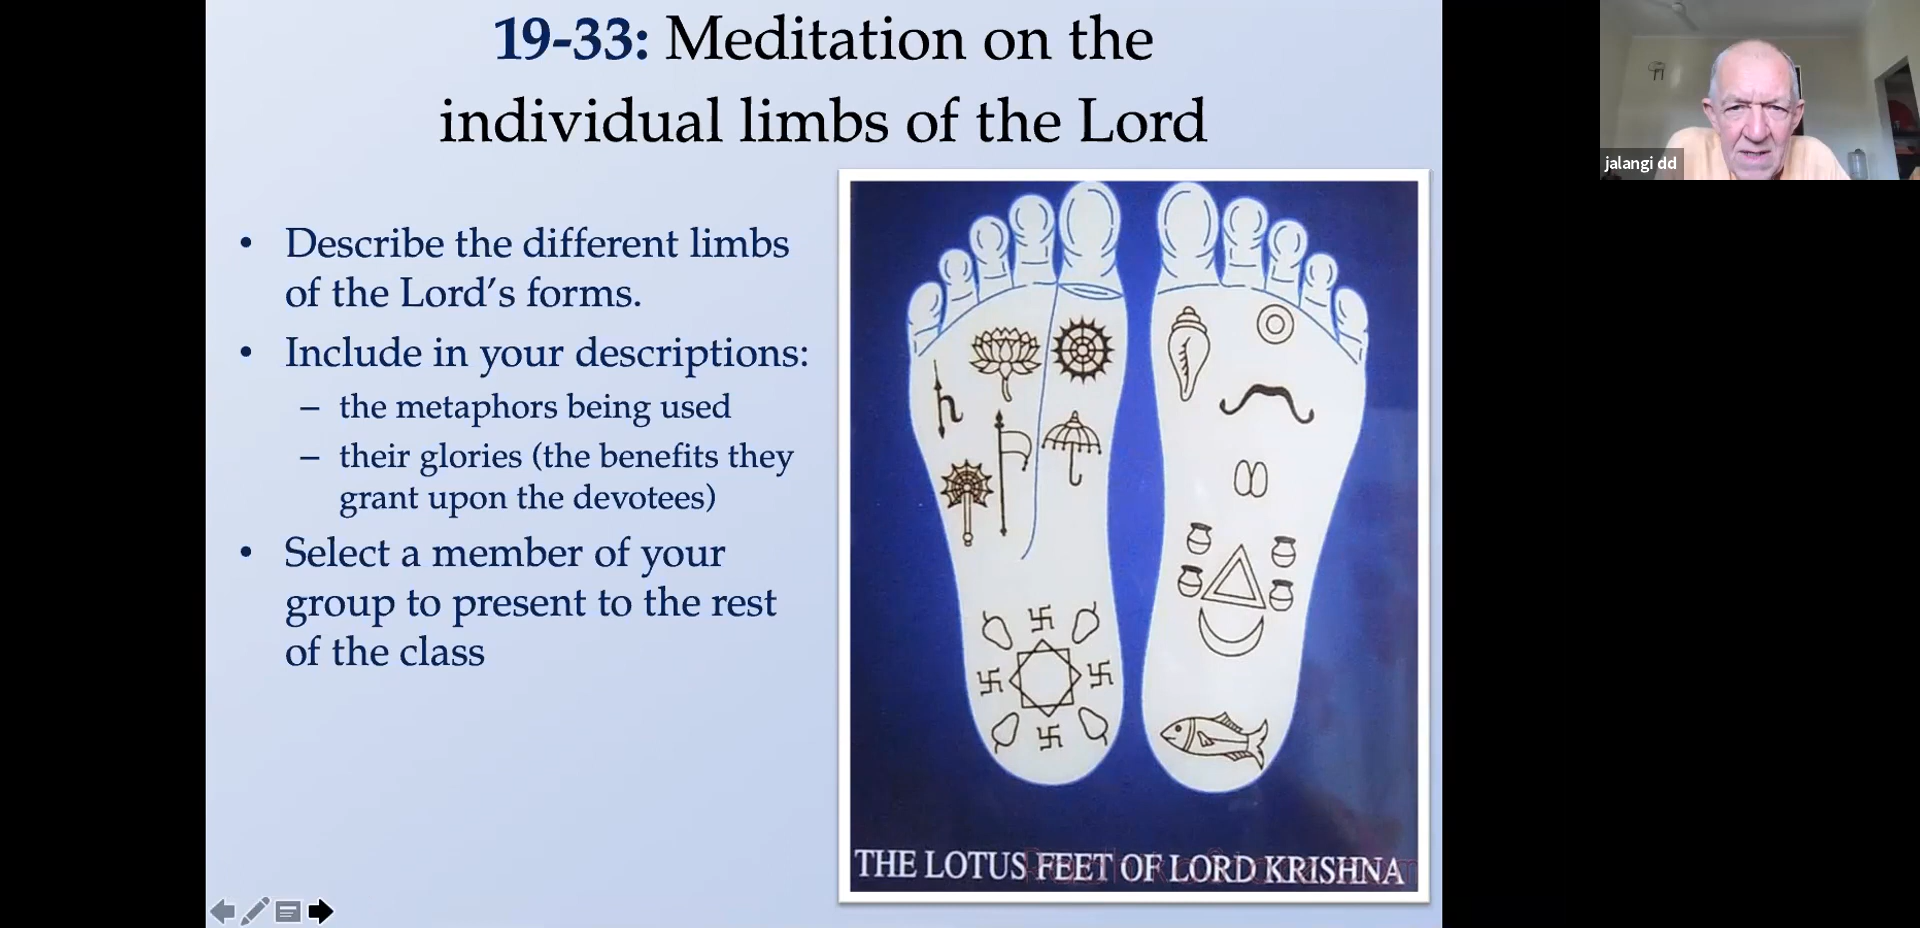 19-33: Meditation on the
individual limbs of the Lord
• Describe the different limbs
of the Lord’s forms.
• Include in your descriptions:
– the metaphors being used
– their glories (the benefits they
grant upon the devotees)
• Select a member of your
group to present to the rest
of the class
THE LOTUS FEET OF LORD KRISHNA
jalangi dd